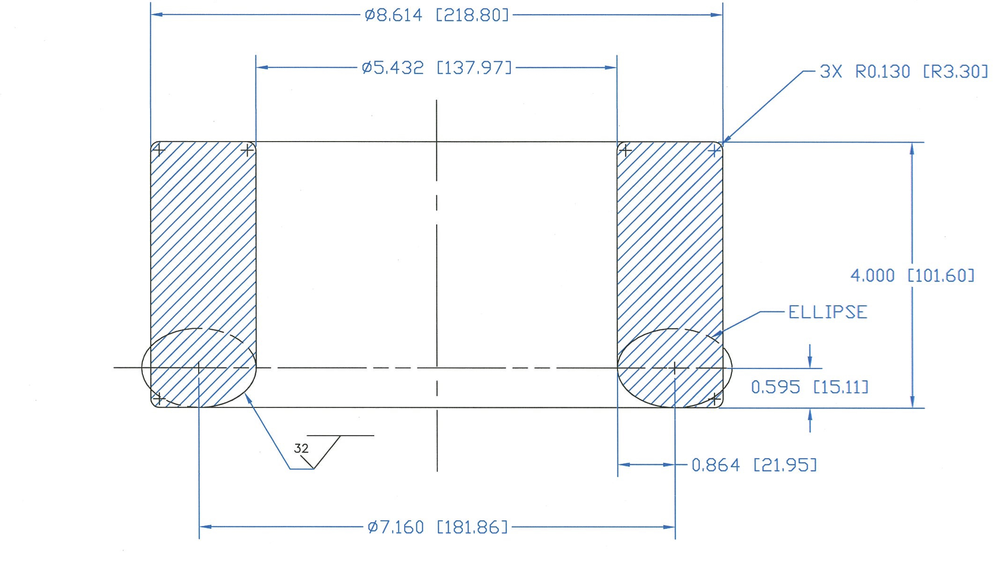 ø8.614 [218.80]
ø5.432 [137.97]
3X R0.130 [R3.30]
4.000 [101.60]
ELLIPSE
0.595 [15.11]
32
0.864 [21.95]
ø7.160 [181.86]